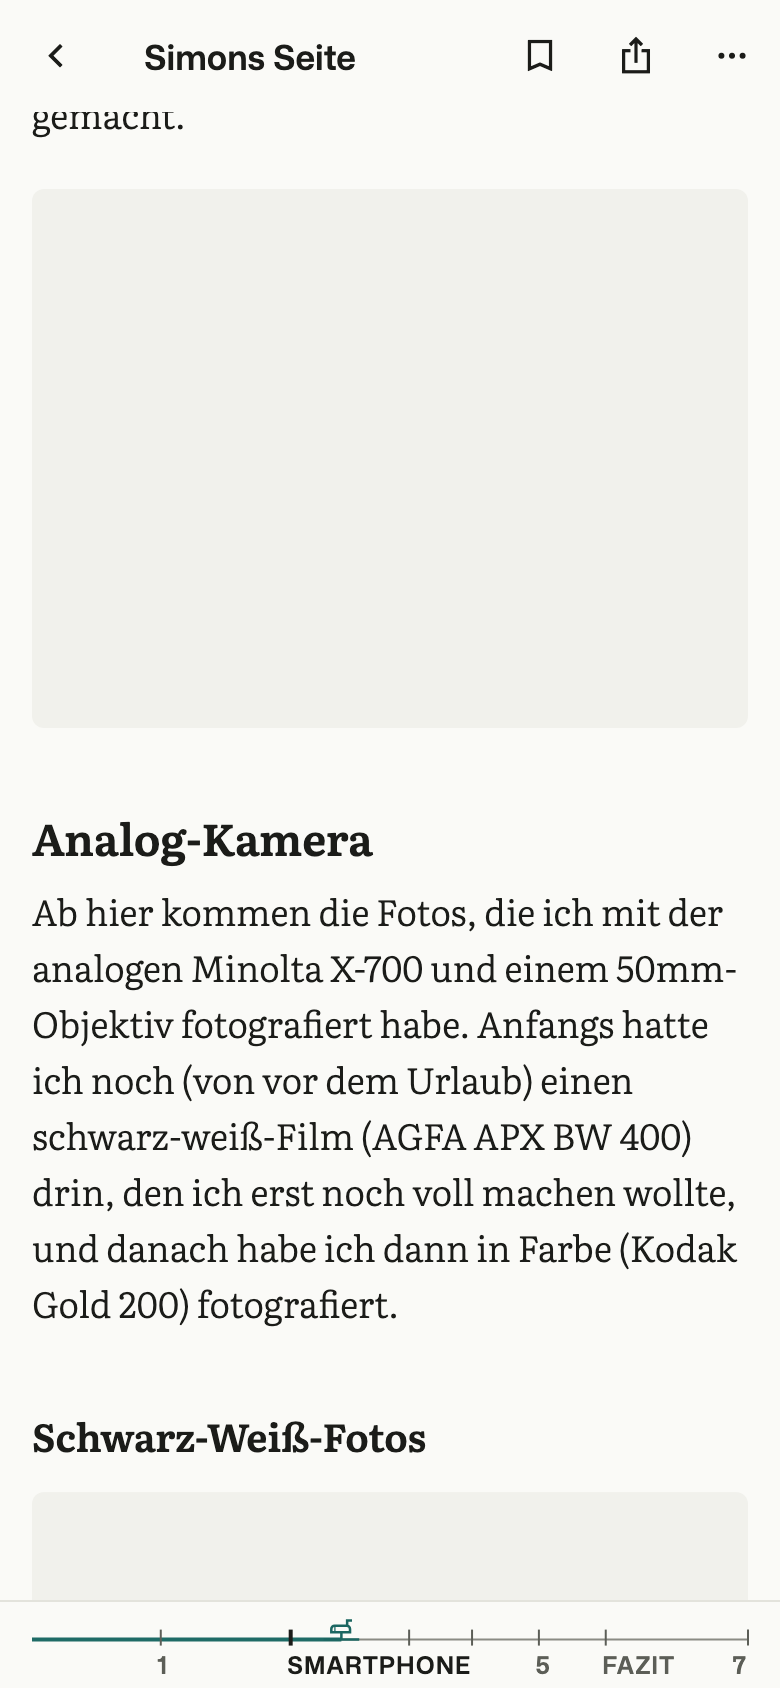 Simons Seite
gemacht.
Analog-Kamera
Ab hier kommen die Fotos, die ich mit der
analogen Minolta X-700 und einem 50mm-
Objektiv fotografiert habe. Anfangs hatte
ich noch (von vor dem Urlaub) einen
schwarz-weiß-Film (AGFA APX BW 400)
drin, den ich erst noch voll machen wollte,
und danach habe ich dann in Farbe (Kodak
Gold 200) fotografiert.
Schwarz-Weiß-Fotos
1 SMARTPHONE 5 FAZIT 7